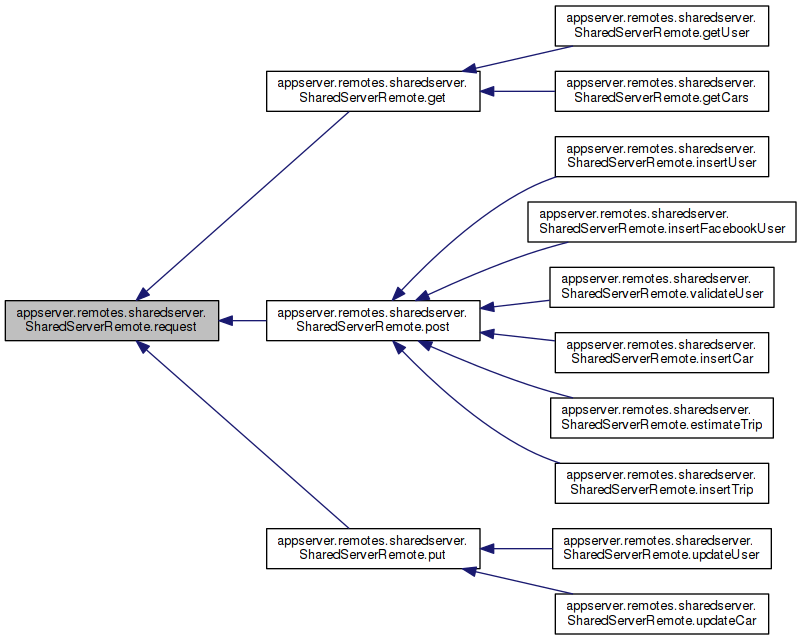 appserver.remotes.sharedserver.
SharedServerRemote.getUser
appserver.remotes.sharedserver.
SharedServerRemote.get
appserver.remotes.sharedserver.
SharedServerRemote.getCars
appserver.remotes.sharedserver.
SharedServerRemote.insertUser
appserver.remotes.sharedserver.
SharedServerRemote.insertFacebookUser
appserver.remotes.sharedserver.
SharedServerRemote.validateUser
appserver.remotes.sharedserver.
SharedServerRemote.request
appserver.remotes.sharedserver.
SharedServerRemote.post
appserver.remotes.sharedserver.
SharedServerRemote.insertCar
appserver.remotes.sharedserver.
SharedServerRemote.estimateTrip
appserver.remotes.sharedserver.
SharedServerRemote.insertTrip
appserver.remotes.sharedserver.
SharedServerRemote.put
appserver.remotes.sharedserver.
SharedServerRemote.updateUser
appserver.remotes.sharedserver.
SharedServerRemote.updateCar